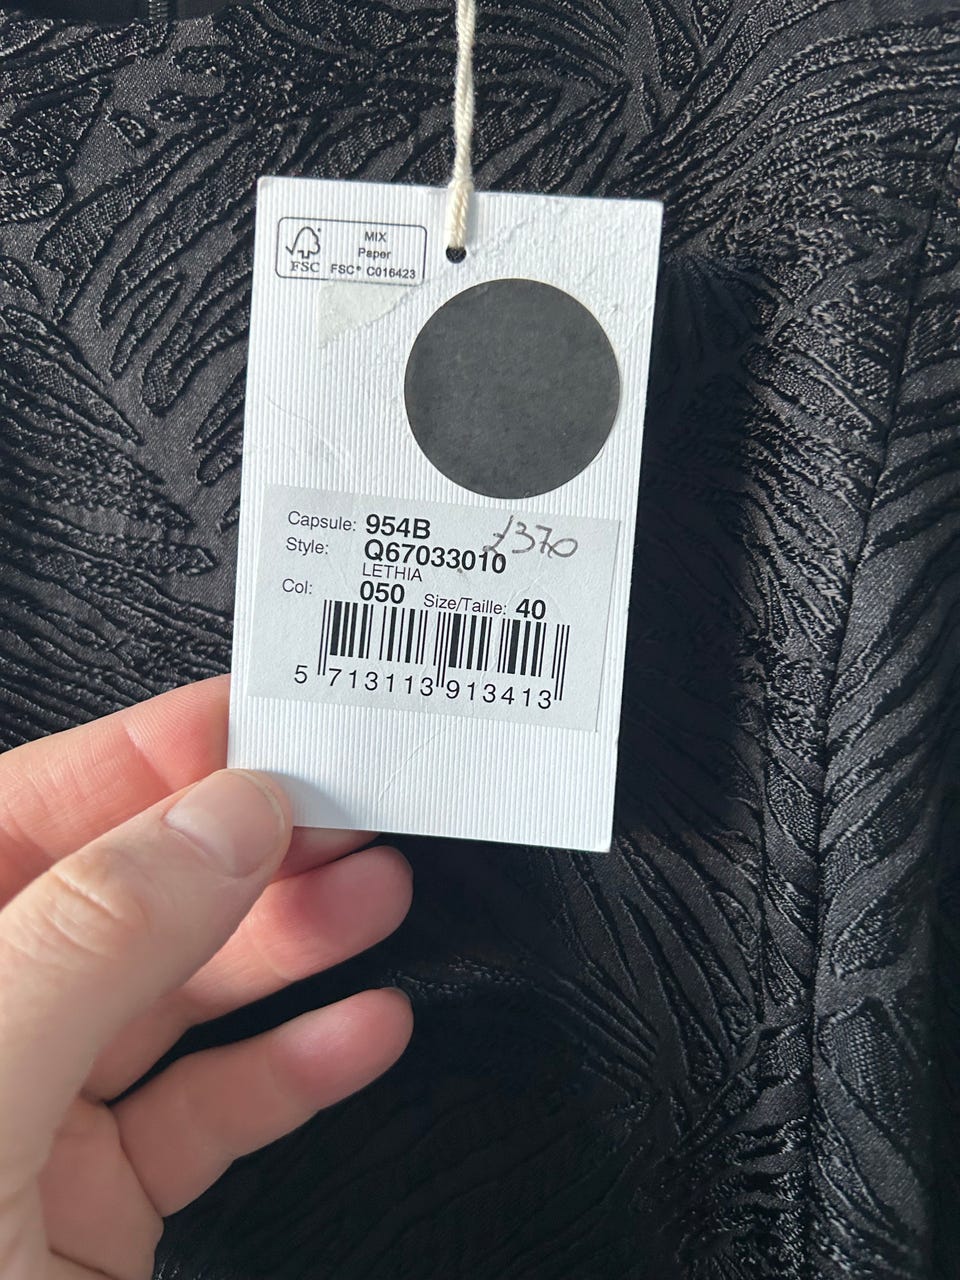 MIX
Paper
FSC FSC® C016423
Capsule: 954B £370
Style: Q67033010
LETHIA
Col: 050 Size/Taille: 40
5 713113 913413